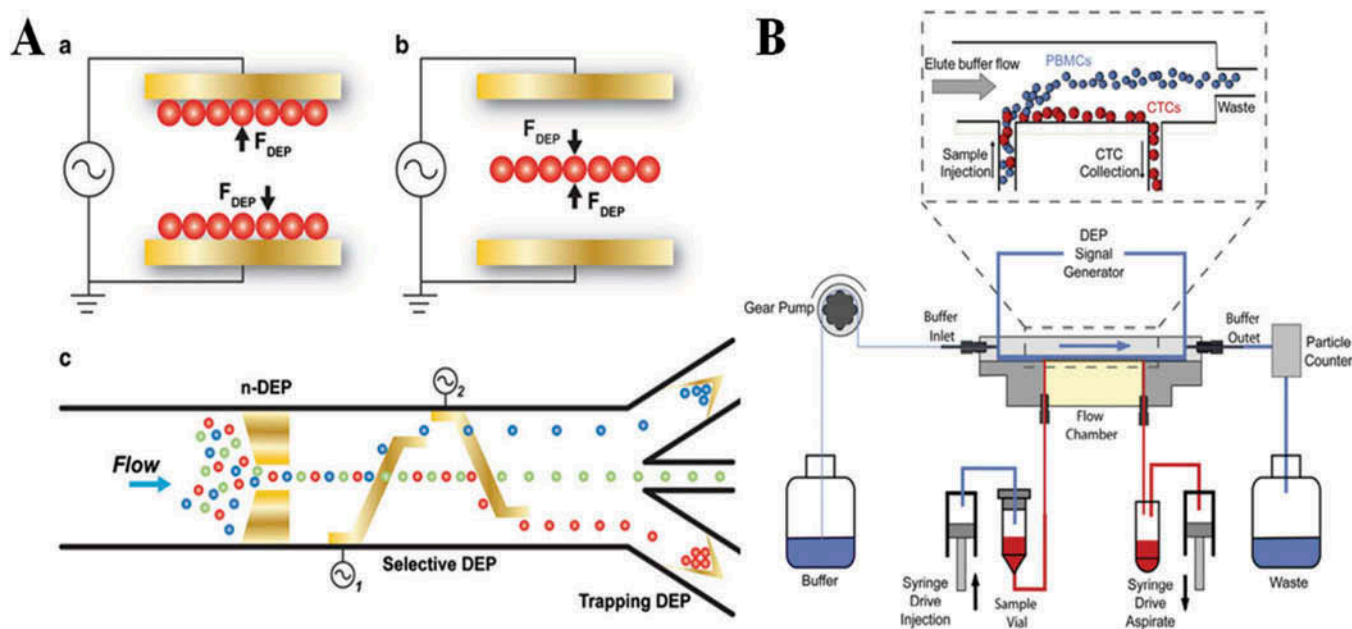 A
a
F DEP
F DEP
b
F DEP
F DEP
c
n-DEP
2
Flow
Selective DEP
1
Trapping DEP
B
PBMCs
Elute buffer flow
CTCs
Waste
Sample
Injection
CTC
Collection
DEP
Signal
Generator
Gear Pump
Buffer
Inlet
Buffer
Outet
Particle
Counter
Flow
Chamber
Buffer
Syringe
Drive
Injection
Sample
Vial
Syringe
Drive
Aspirate
Waste